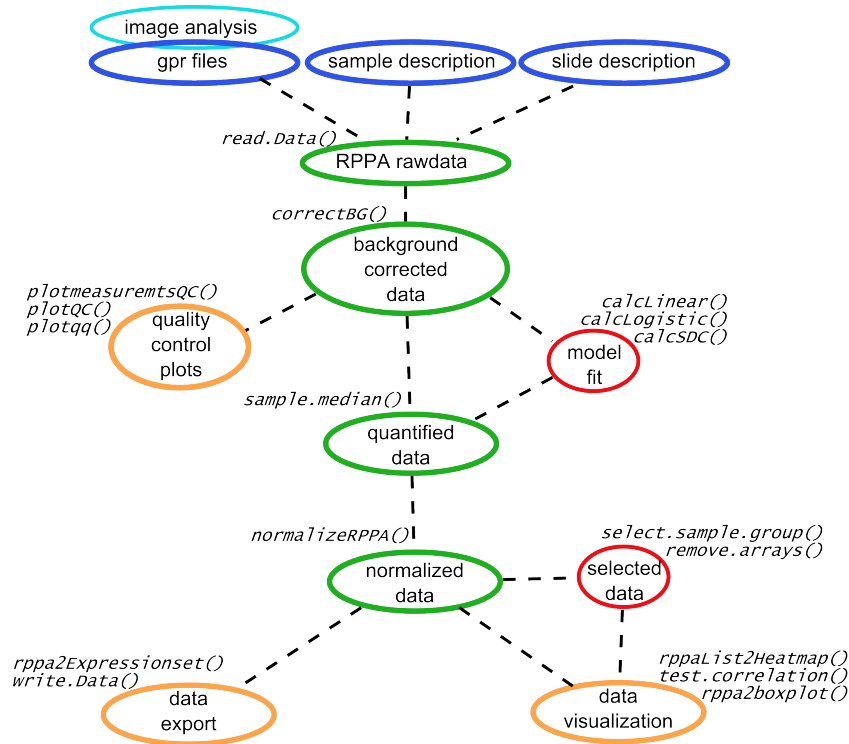 image analysis
gpr files
sample description
slide description
read.Data()
RPPA rawdata
correctBG()
background
corrected
data
plotmeasuremtsQC()
plotQC()
plotqq()
quality
control
plots
calcLinear()
calcLogistic()
calcSDC()
model
fit
sample.median()
quantified
data
normalizeRPPA()
normalized
data
select.sample.group()
remove.arrays()
selected
data
rppa2Expressionset()
write.Data()
data
export
rppaList2Heatmap()
test.correlation()
rppa2boxplot()
data
visualization